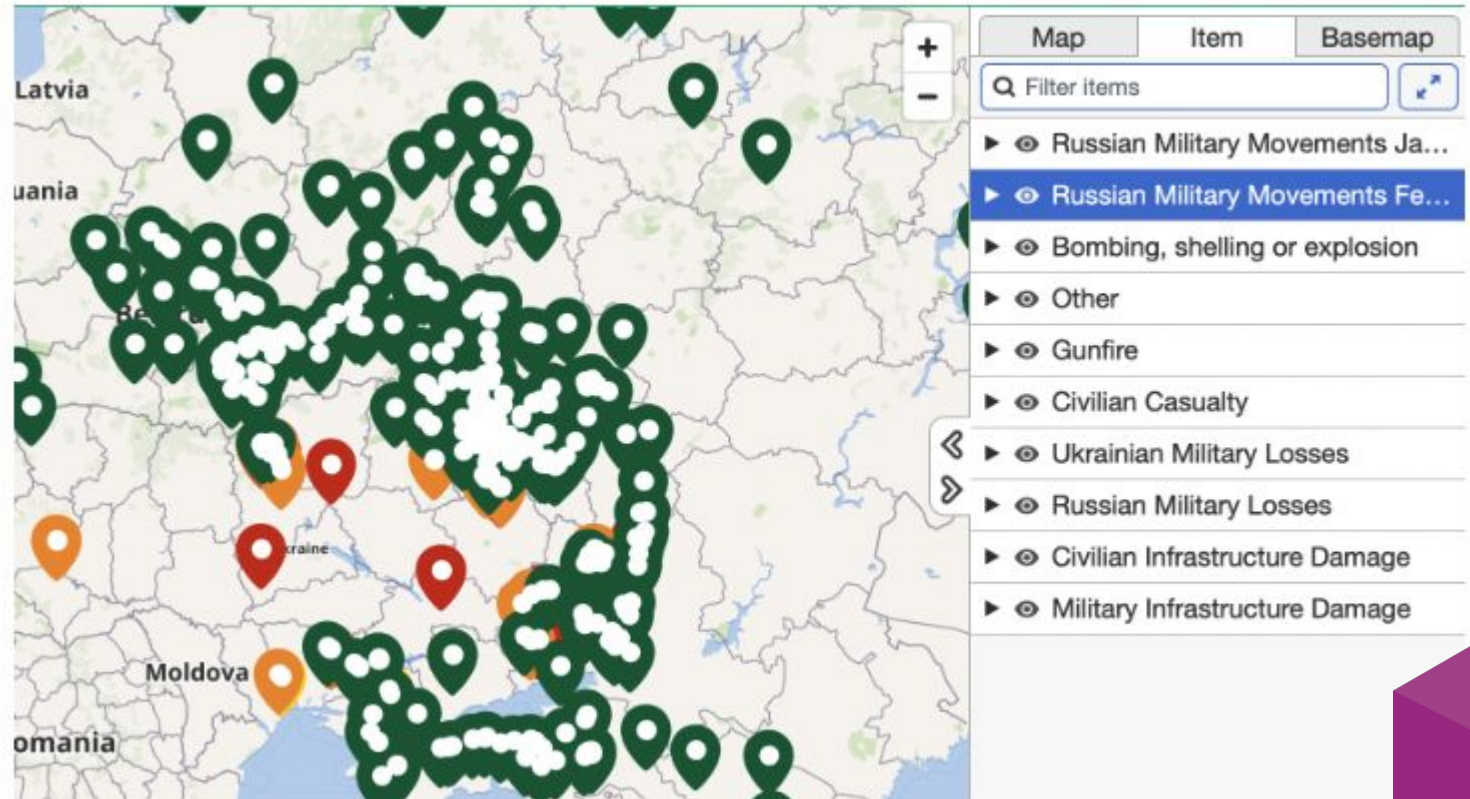 Latvia
uania
Moldova
kraine
omania
+
−
Map
Item
Basemap
Filter items
Russian Military Movements Ja...
Russian Military Movements Fe...
Bombing, shelling or explosion
Other
Gunfire
Civilian Casualty
Ukrainian Military Losses
Russian Military Losses
Civilian Infrastructure Damage
Military Infrastructure Damage